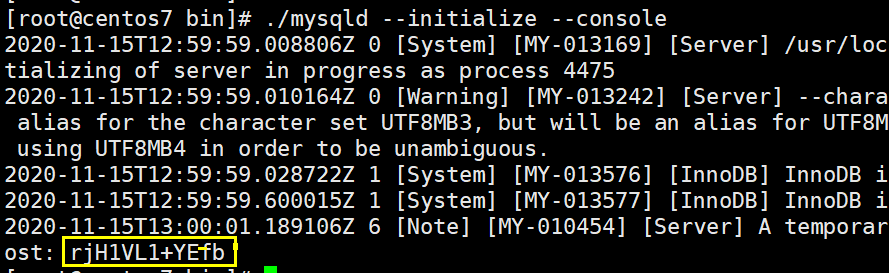 [root@centos7 bin]# ./mysqld --initialize --console
2020-11-15T12:59:59.008806Z 0 [System] [MY-013169] [Server] /usr/loc
tializing of server in progress as process 4475
2020-11-15T12:59:59.010164Z 0 [Warning] [MY-013242] [Server] --chara
alias for the character set UTF8MB3, but will be an alias for UTF8M
using UTF8MB4 in order to be unambiguous.
2020-11-15T12:59:59.028722Z 1 [System] [MY-013576] [InnoDB] InnoDB i
2020-11-15T12:59:59.600015Z 1 [System] [MY-013577] [InnoDB] InnoDB i
2020-11-15T13:00:01.189106Z 6 [Note] [MY-010454] [Server] A temporar
ost: rjH1VL1+YEfb
[root@centos7 bin]#